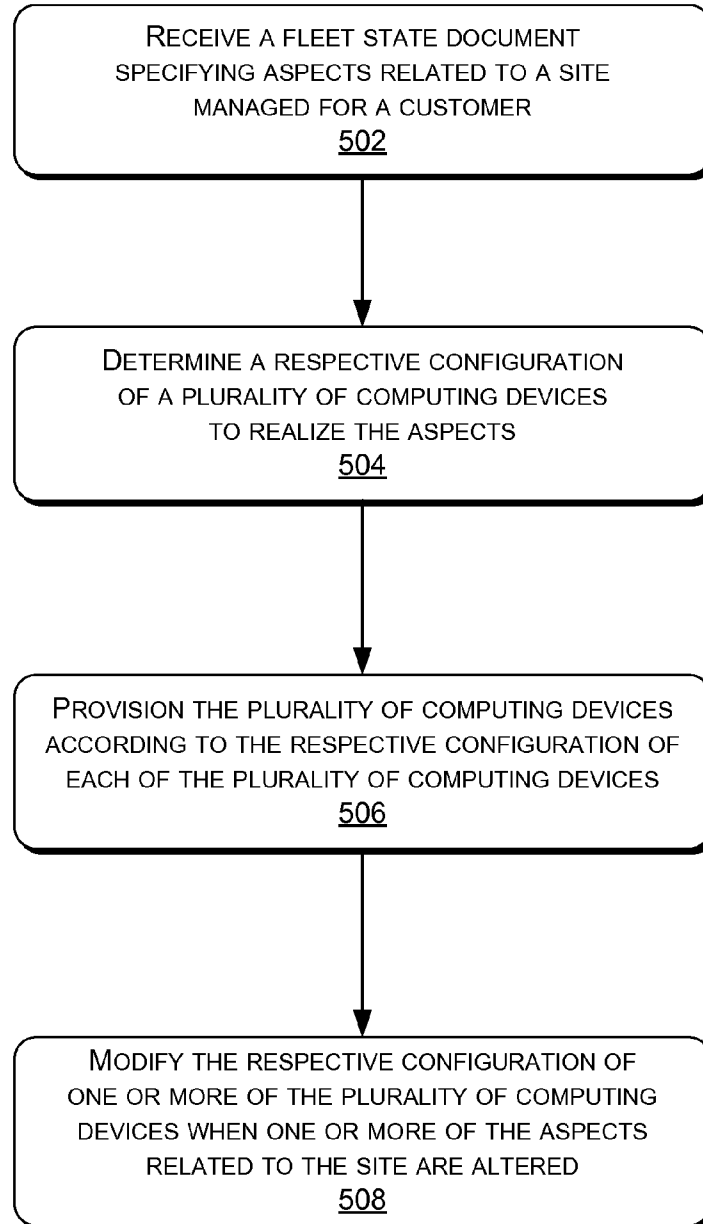 RECEIVE A FLEET STATE DOCUMENT
SPECIFYING ASPECTS RELATED TO A SITE
MANAGED FOR A CUSTOMER
502
DETERMINE A RESPECTIVE CONFIGURATION
OF A PLURALITY OF COMPUTING DEVICES
TO REALIZE THE ASPECTS
504
PROVISION THE PLURALITY OF COMPUTING DEVICES
ACCORDING TO THE RESPECTIVE CONFIGURATION OF
EACH OF THE PLURALITY OF COMPUTING DEVICES
506
MODIFY THE RESPECTIVE CONFIGURATION OF
ONE OR MORE OF THE PLURALITY OF COMPUTING
DEVICES WHEN ONE OR MORE OF THE ASPECTS
RELATED TO THE SITE ARE ALTERED
508